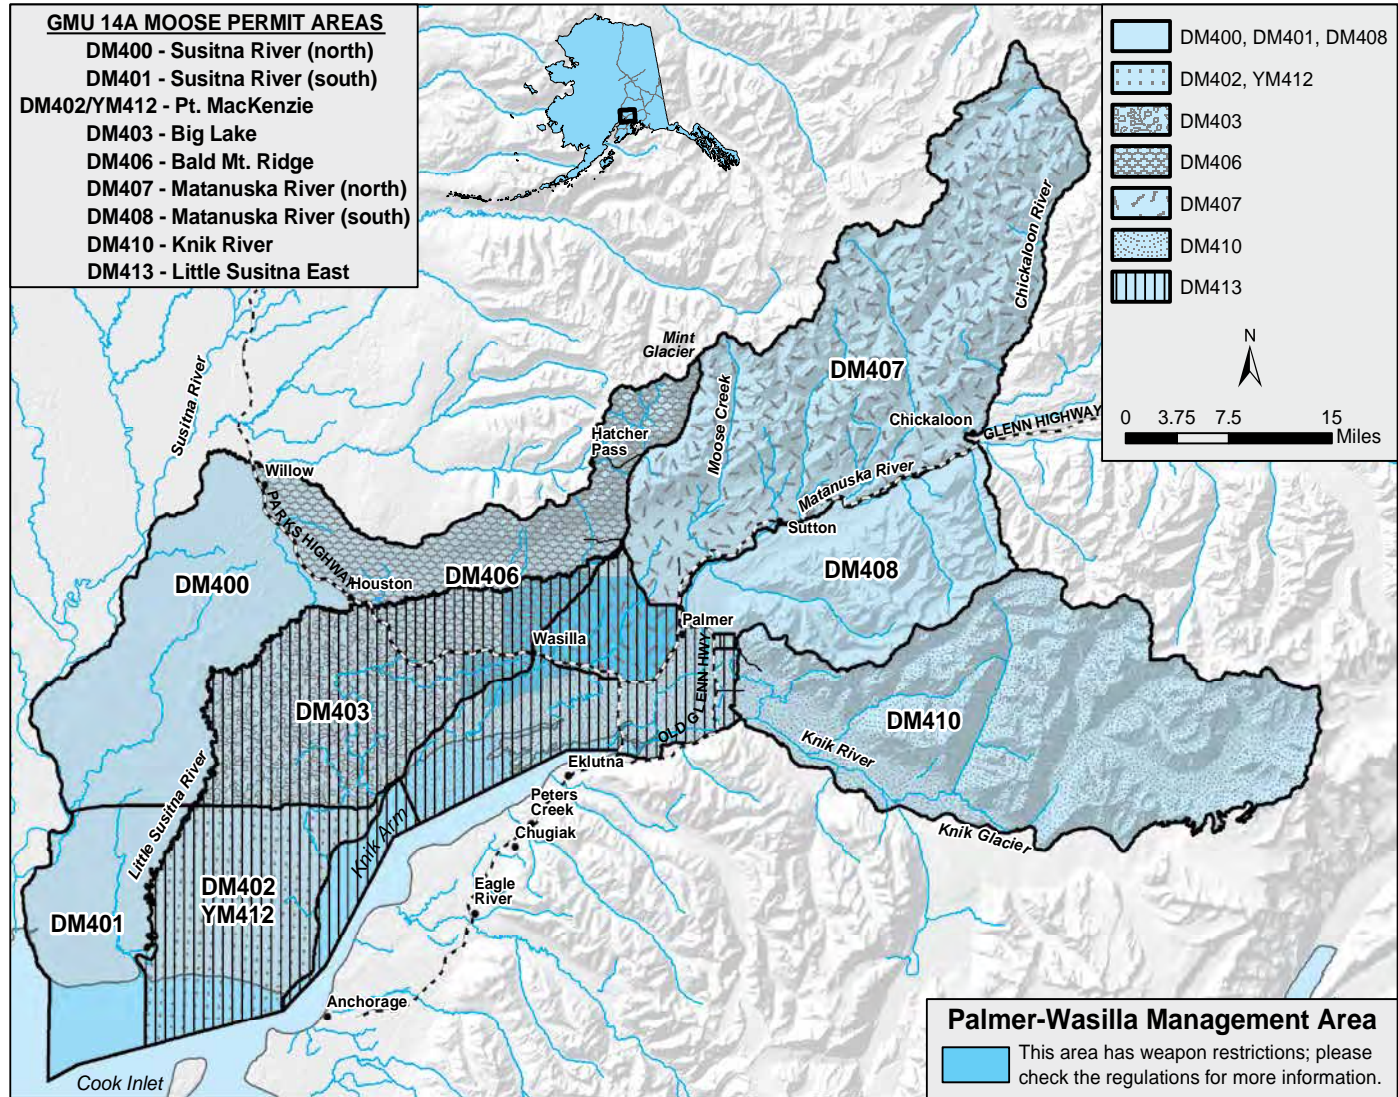 GMU 14A MOOSE PERMIT AREAS
DM400 - Susitna River (north)
DM401 - Susitna River (south)
DM402/YM412 - Pt. MacKenzie
DM403 - Big Lake
DM406 - Bald Mt. Ridge
DM407 - Matanuska River (north)
DM408 - Matanuska River (south)
DM410 - Knik River
DM413 - Little Susitna East
DM400, DM401, DM408
DM402, YM412
DM403
DM406
DM407
DM410
DM413
N
0 3.75 7.5 15
Miles
Chickaloon River
Mint
Glacier
Susitna River
DM407
Moose Creek
Chickaloon
GLENN HIGHWAY
Hatcher
Pass
Willow
Matanuska River
PARKS HIGHWAY
Sutton
DM400
Houston
DM406
DM408
Wasilla
Palmer
DM403
OLD GLENN HWY
DM410
Knik River
Eklutna
Little Susitna River
Peters
Creek
Knik Arm
Chugiak
Knik Glacier
DM402
YM412
Eagle
River
DM401
Anchorage
Cook Inlet
Palmer-Wasilla Management Area
This area has weapon restrictions; please
check the regulations for more information.